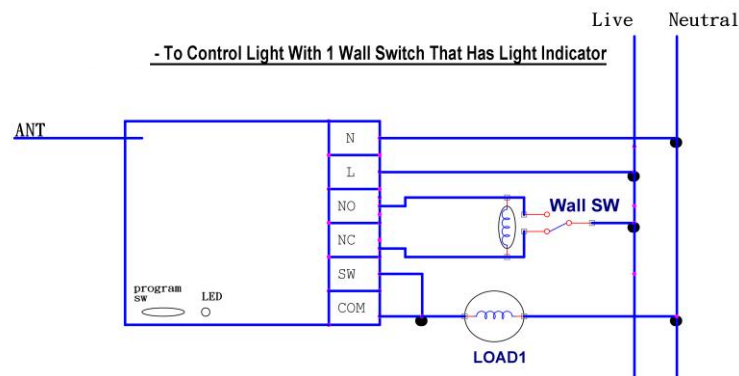 Live Neutral
- To Control Light With 1 Wall Switch That Has Light Indicator
ANT
N
L
NO
Wall SW
NC
SW
program
sw
LED
COM
LOAD1